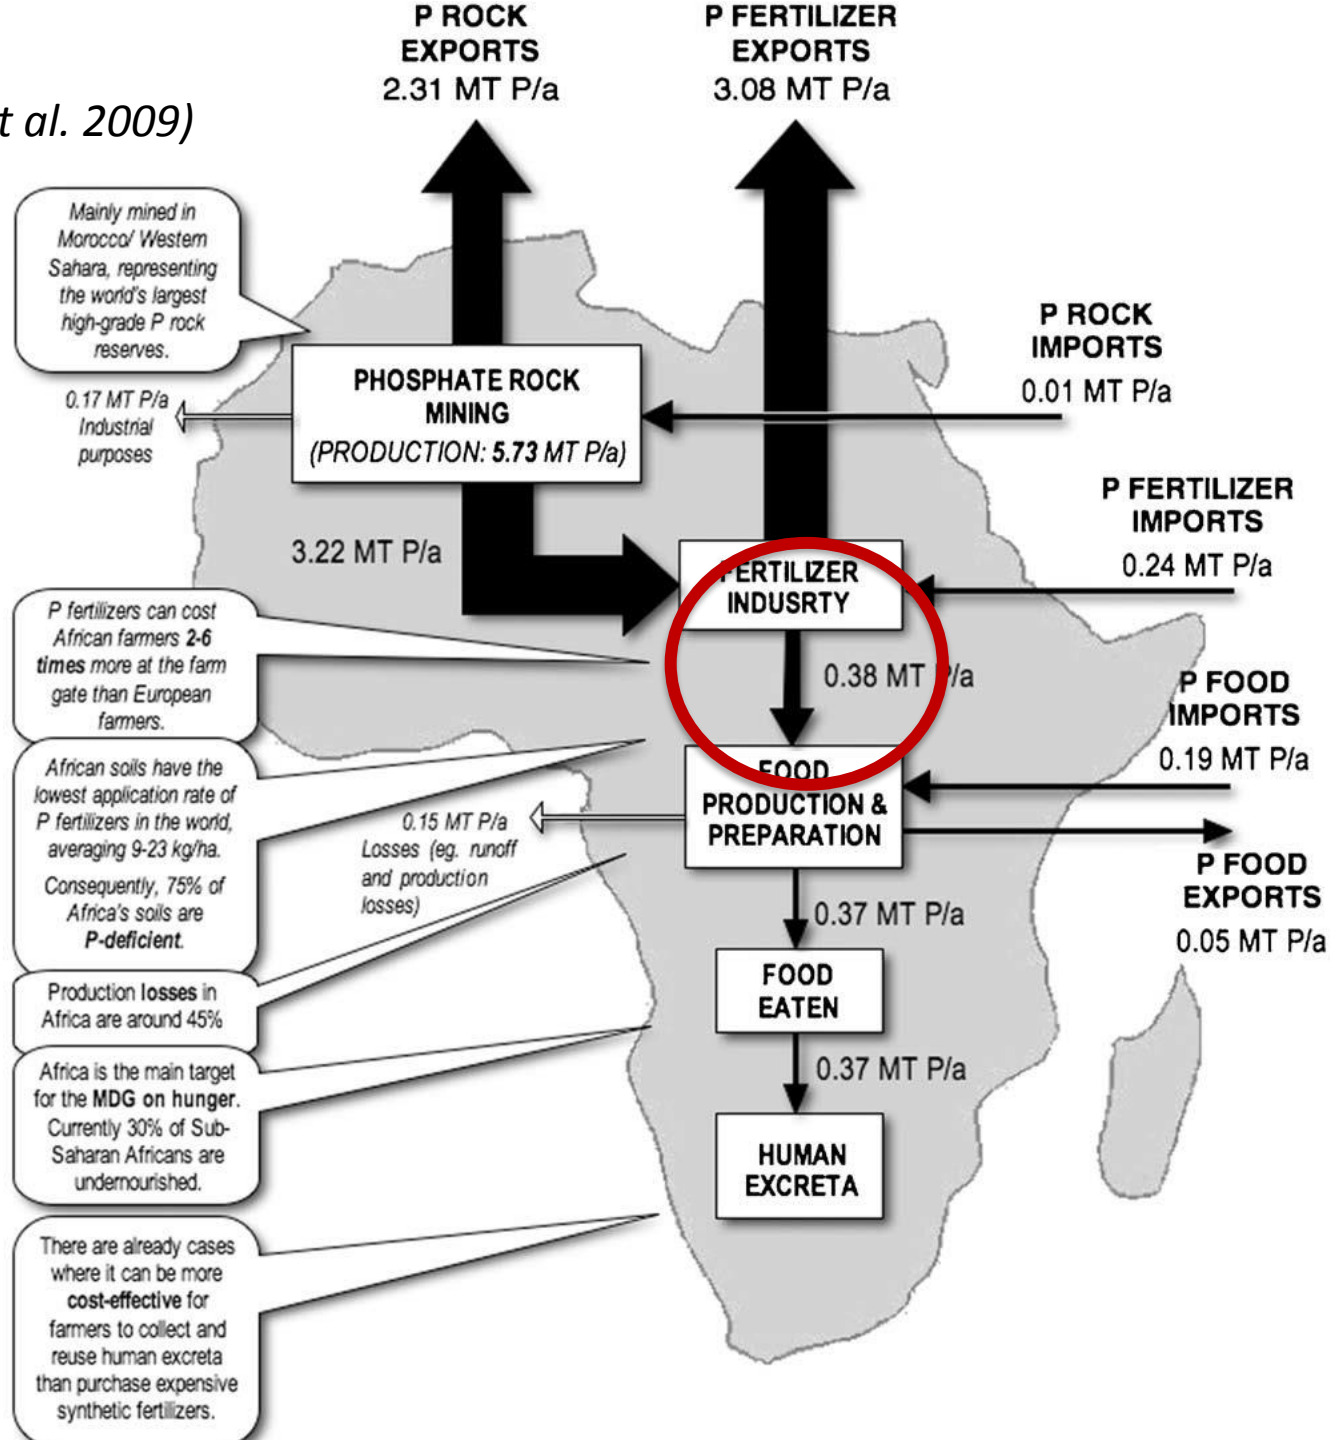 P ROCK
EXPORTS
2.31 MT P/a
P FERTILIZER
EXPORTS
3.08 MT P/a
t al. 2009)
Mainly mined in
Morocco/ Western
Sahara, representing
the world's largest
high-grade P rock
reserves.
0.17 MT P/a
Industrial
purposes
PHOSPHATE ROCK
MINING
(PRODUCTION: 5.73 MT P/a)
P ROCK
IMPORTS
0.01 MT P/a
3.22 MT P/a
P FERTILIZER
IMPORTS
0.24 MT P/a
FERTILIZER
INDUSRTY
P fertilizers can cost
African farmers 2-6
times more at the farm
gate than European
farmers.
0.38 MT P/a
P FOOD
IMPORTS
0.19 MT P/a
African soils have the
lowest application rate of
P fertilizers in the world,
averaging 9-23 kg/ha.
Consequently, 75% of
Africa's soils are
P-deficient.
0.15 MT P/a
Losses (eg. runoff
and production
losses)
FOOD
PRODUCTION &
PREPARATION
P FOOD
EXPORTS
0.05 MT P/a
0.37 MT P/a
Production losses in
Africa are around 45%
FOOD
EATEN
Africa is the main target
for the MDG on hunger.
Currently 30% of Sub-
Saharan Africans are
undernourished.
0.37 MT P/a
HUMAN
EXCRETA
There are already cases
where it can be more
cost-effective for
farmers to collect and
reuse human excreta
than purchase expensive
synthetic fertilizers.